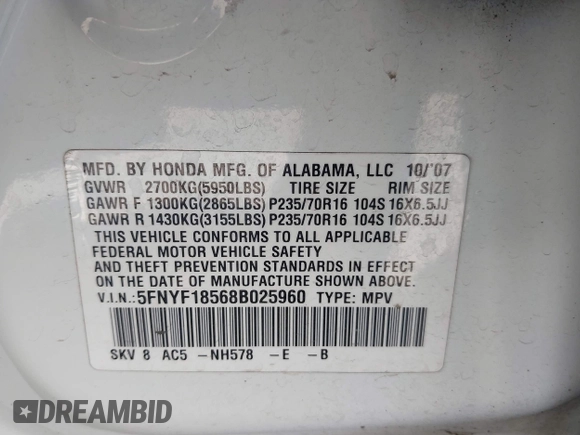 MFD. BY HONDA MFG. OF ALABAMA, LLC 10/'07
GVWR 2700KG(5950LBS) TIRE SIZE RIM SIZE
GAWR F 1300KG(2865LBS) P235/70R16 104S 16X6.5JJ
GAWR R 1430KG(3155LBS) P235/70R16 104S 16X6.5JJ
THIS VEHICLE CONFORMS TO ALL APPLICABLE
FEDERAL MOTOR VEHICLE SAFETY
AND THEFT PREVENTION STANDARDS IN EFFECT
ON THE DATE OF MANUFACTURE SHOWN ABOVE.
V.I.N.: 5FNYF18568B025960 TYPE: MPV
SKV 8 AC5 -NH578 -E -B
DREAMBID